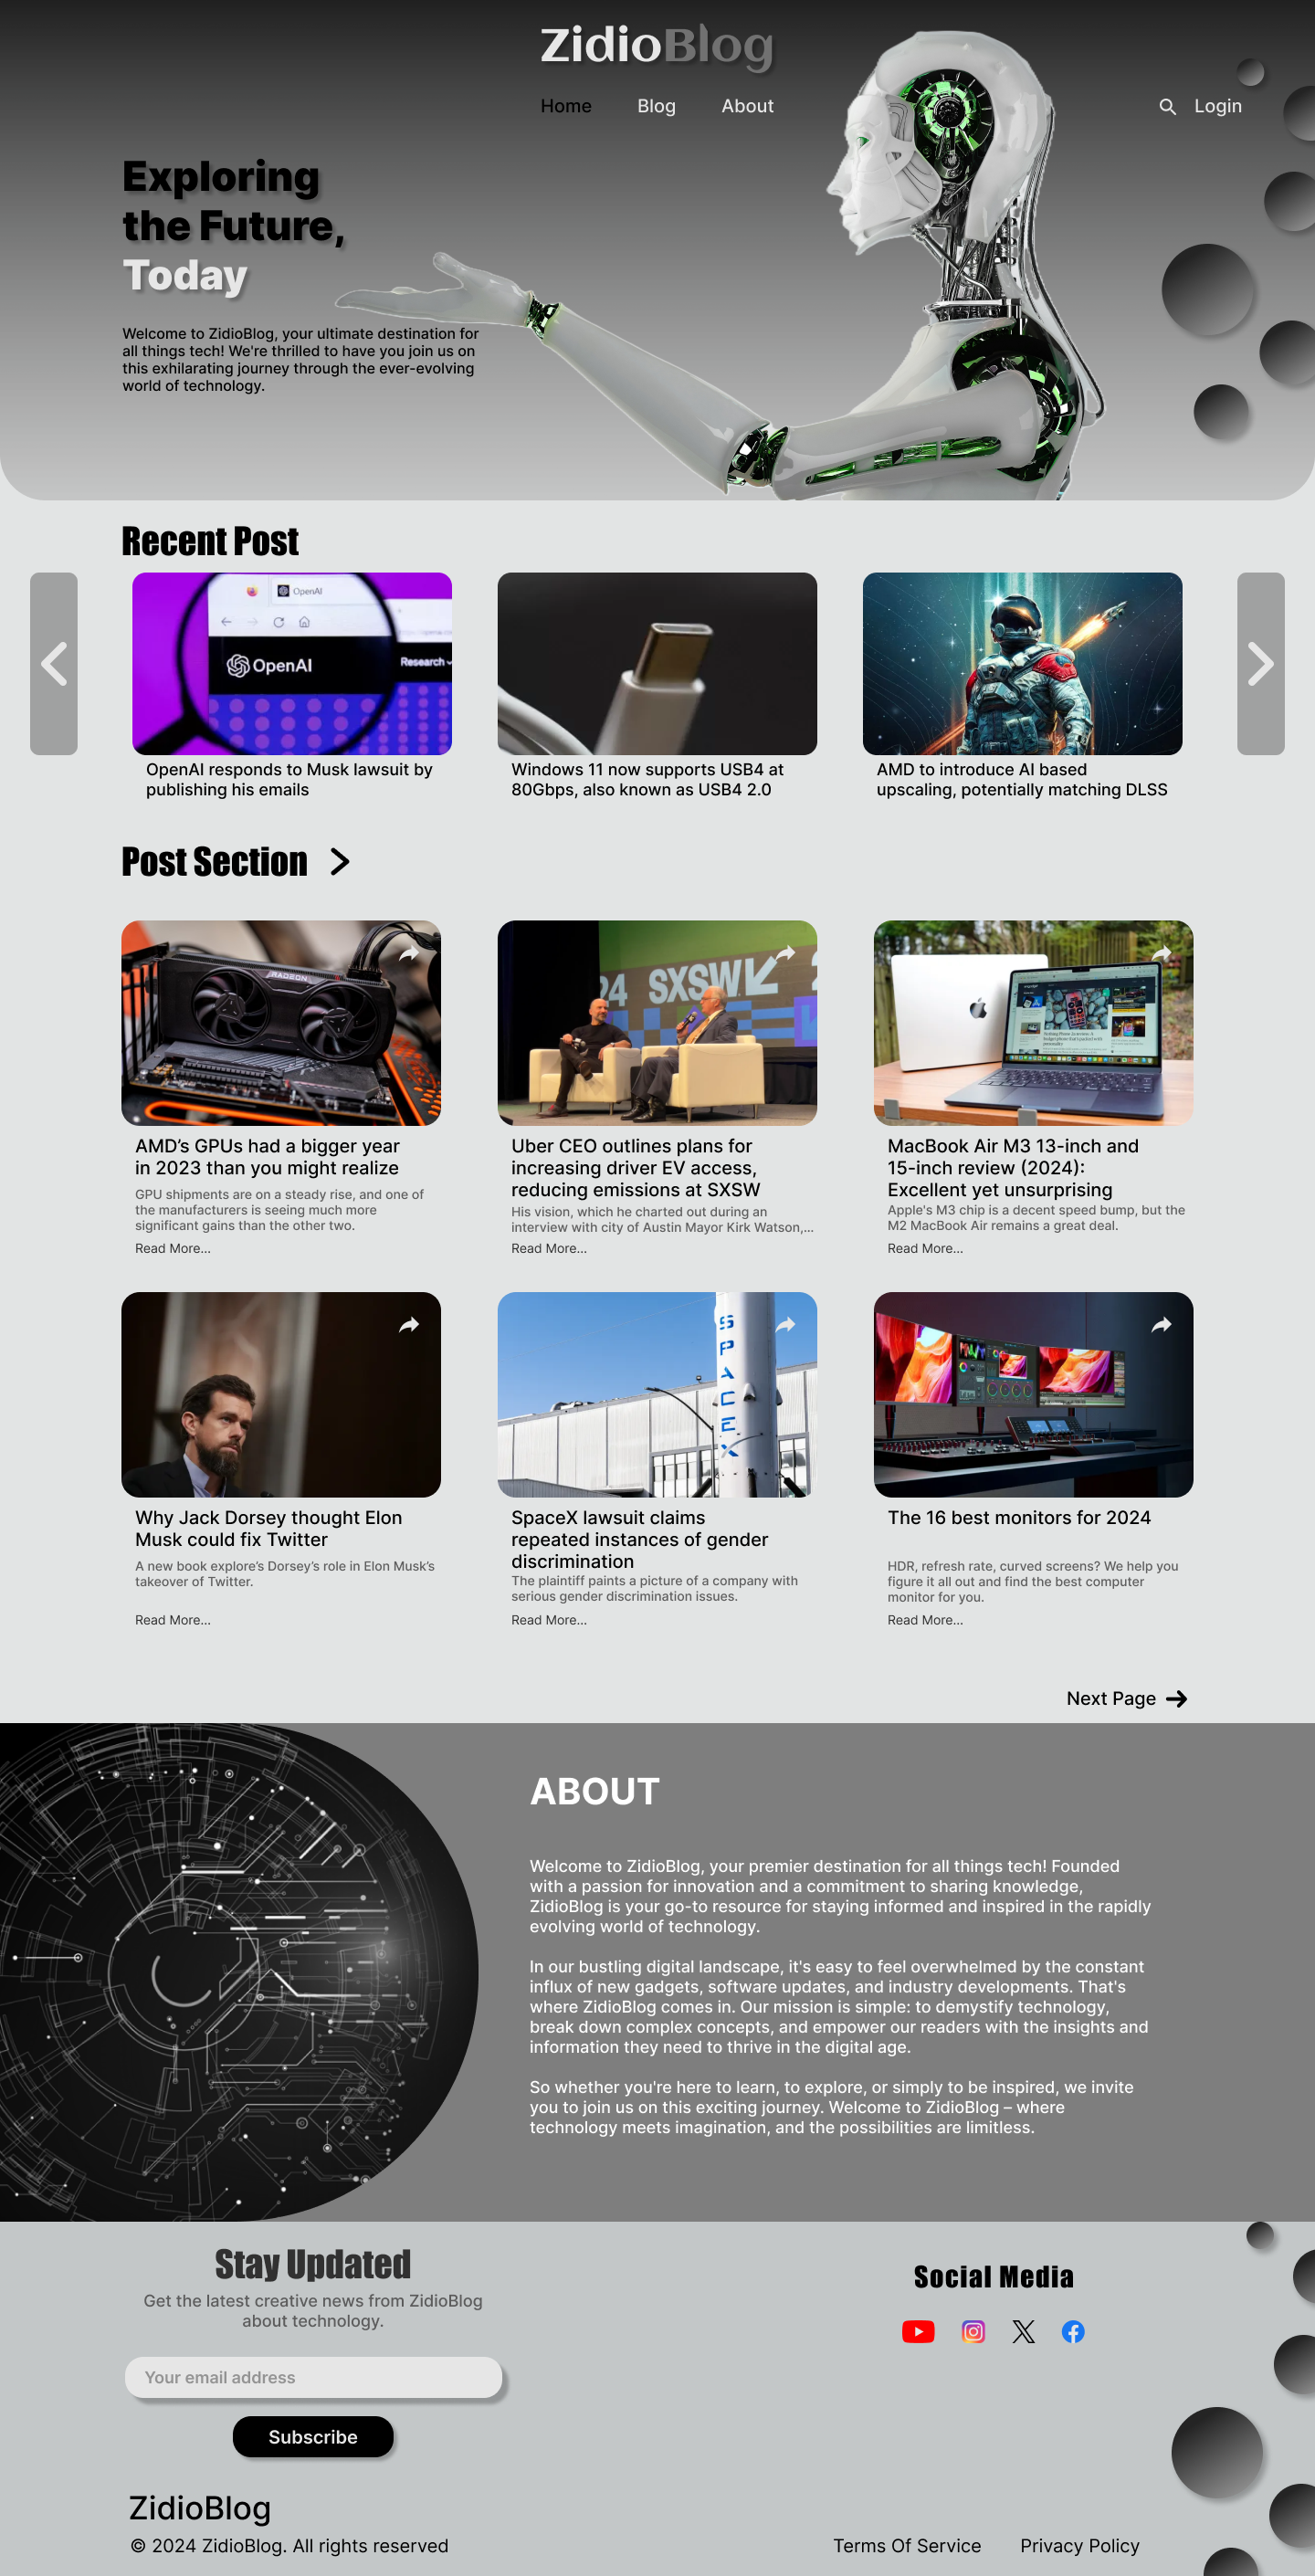 ZidioBlog
Home Blog About Login
Exploring
the Future,
Today
Welcome to ZidioBlog, your ultimate destination for
all things tech! We're thrilled to have you join us on
this exhilarating journey through the ever-evolving
world of technology.
Recent Post
OpenAI
OpenAI
Research
OpenAI responds to Musk lawsuit by
publishing his emails
Windows 11 now supports USB4 at
80Gbps, also known as USB4 2.0
AMD to introduce AI based
upscaling, potentially matching DLSS
Post Section
RADEON
24 SXSW
AMD’s GPUs had a bigger year
in 2023 than you might realize
GPU shipments are on a steady rise, and one of
the manufacturers is seeing much more
significant gains than the other two.
Read More...
Uber CEO outlines plans for
increasing driver EV access,
reducing emissions at SXSW
His vision, which he charted out during an
interview with city of Austin Mayor Kirk Watson,...
Read More...
MacBook Air M3 13-inch and
15-inch review (2024):
Excellent yet unsurprising
Apple's M3 chip is a decent speed bump, but the
M2 MacBook Air remains a great deal.
Read More...
SPACEX
Why Jack Dorsey thought Elon
Musk could fix Twitter
A new book explore’s Dorsey’s role in Elon Musk’s
takeover of Twitter.
Read More...
SpaceX lawsuit claims
repeated instances of gender
discrimination
The plaintiff paints a picture of a company with
serious gender discrimination issues.
Read More...
The 16 best monitors for 2024
HDR, refresh rate, curved screens? We help you
figure it all out and find the best computer
monitor for you.
Read More...
Next Page
ABOUT
Welcome to ZidioBlog, your premier destination for all things tech! Founded
with a passion for innovation and a commitment to sharing knowledge,
ZidioBlog is your go-to resource for staying informed and inspired in the rapidly
evolving world of technology.
In our bustling digital landscape, it's easy to feel overwhelmed by the constant
influx of new gadgets, software updates, and industry developments. That's
where ZidioBlog comes in. Our mission is simple: to demystify technology,
break down complex concepts, and empower our readers with the insights and
information they need to thrive in the digital age.
So whether you're here to learn, to explore, or simply to be inspired, we invite
you to join us on this exciting journey. Welcome to ZidioBlog – where
technology meets imagination, and the possibilities are limitless.
Stay Updated
Get the latest creative news from ZidioBlog
about technology.
Your email address
Subscribe
Social Media
ZidioBlog
© 2024 ZidioBlog. All rights reserved
Terms Of Service Privacy Policy